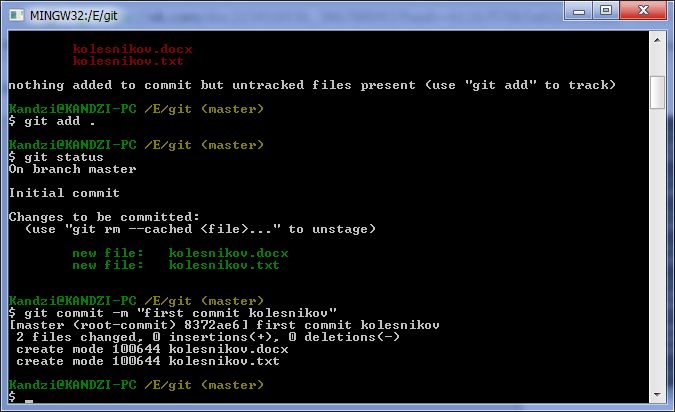 MINGW32:/E/git
kolesnikov.docx
kolesnikov.txt
nothing added to commit but untracked files present (use "git add" to track)
Kandzi@KANDZI-PC /E/git (master)
$ git add .
Kandzi@KANDZI-PC /E/git (master)
$ git status
On branch master
Initial commit
Changes to be committed:
(use "git rm --cached <file>..." to unstage)
new file:   kolesnikov.docx
new file:   kolesnikov.txt
Kandzi@KANDZI-PC /E/git (master)
$ git commit -m "first commit kolesnikov"
[master (root-commit) 8372ae6] first commit kolesnikov
2 files changed, 0 insertions(+), 0 deletions(-)
create mode 100644 kolesnikov.docx
create mode 100644 kolesnikov.txt
Kandzi@KANDZI-PC /E/git (master)
$ _